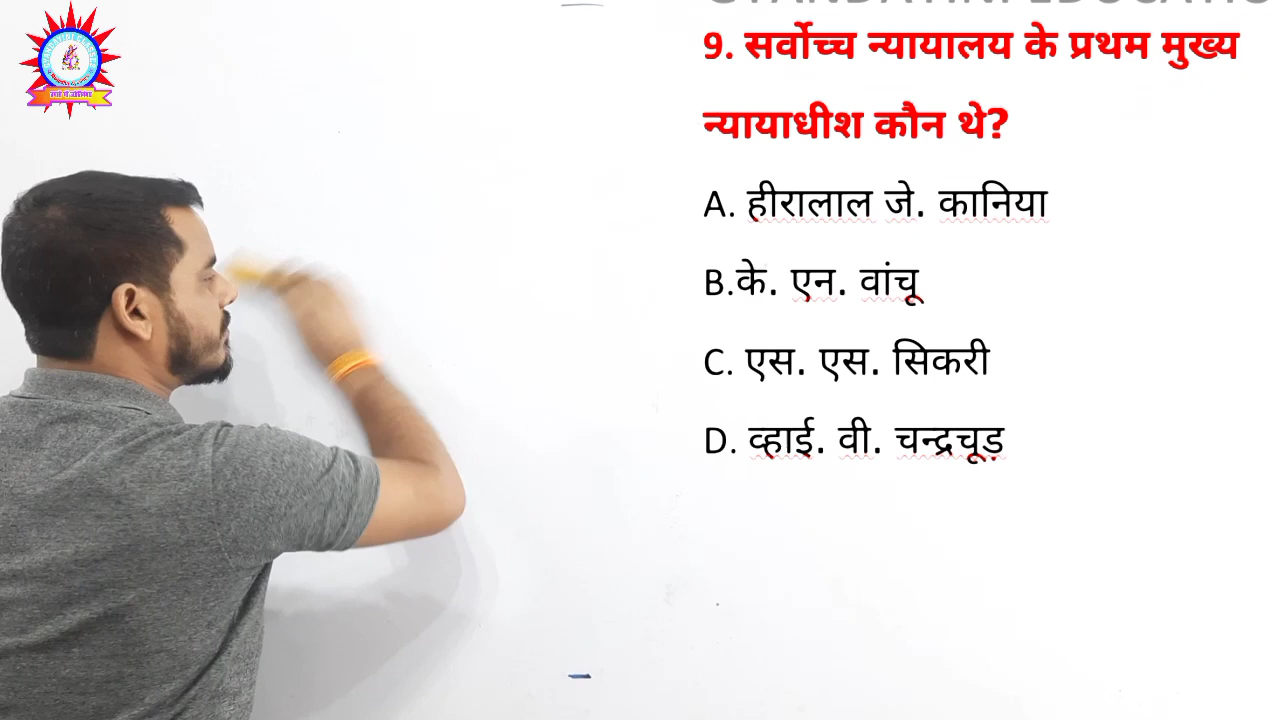 9. सर्वोच्च न्यायालय के प्रथम मुख्य
न्यायाधीश कौन थे?
A. हीरालाल जे. कानिया
B.के. एन. वांचू
C. एस. एस. सिकरी
D. व्हाई. वी. चन्द्रचूड़